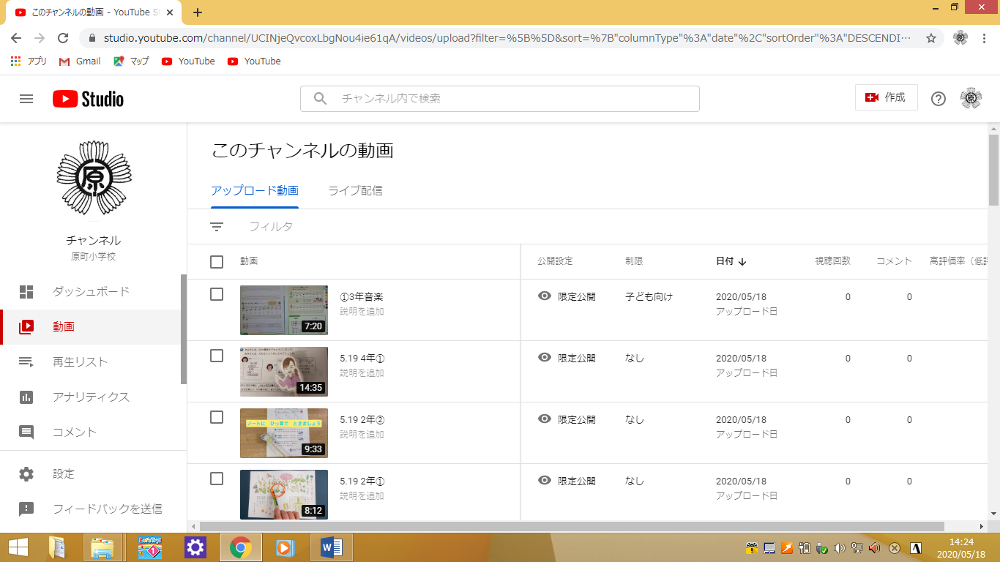 このチャンネルの動画 - YouTube S
studio.youtube.com/channel/UCINjeQvcoxLbgNou4ie61qA/videos/upload?filter=%5B%5D&sort=%7B"columnType"%3A"date"%2C"sortOrder"%3A"DESCENDI…
アプリ Gmail マップ YouTube YouTube
Studio
チャンネル内で検索
作成
原
チャンネル
原町小学校
ダッシュボード
動画
再生リスト
アナリティクス
コメント
設定
フィードバックを送信
このチャンネルの動画
アップロード動画 ライブ配信
フィルタ
動画 公開設定 制限 日付 視聴回数 コメント 高評価率（低評
①3年音楽 限定公開 子ども向け 2020/05/18 0 0
説明を追加 アップロード日
7:20
5.19 4年① 限定公開 なし 2020/05/18 0 0
説明を追加 アップロード日
14:35
5.19 2年② 限定公開 なし 2020/05/18 0 0
ノートに ひっ算で ときましょう
説明を追加 アップロード日
9:33
5.19 2年① 限定公開 なし 2020/05/18 0 0
説明を追加 アップロード日
8:12
Let's Try! 1
A
14:24
2020/05/18